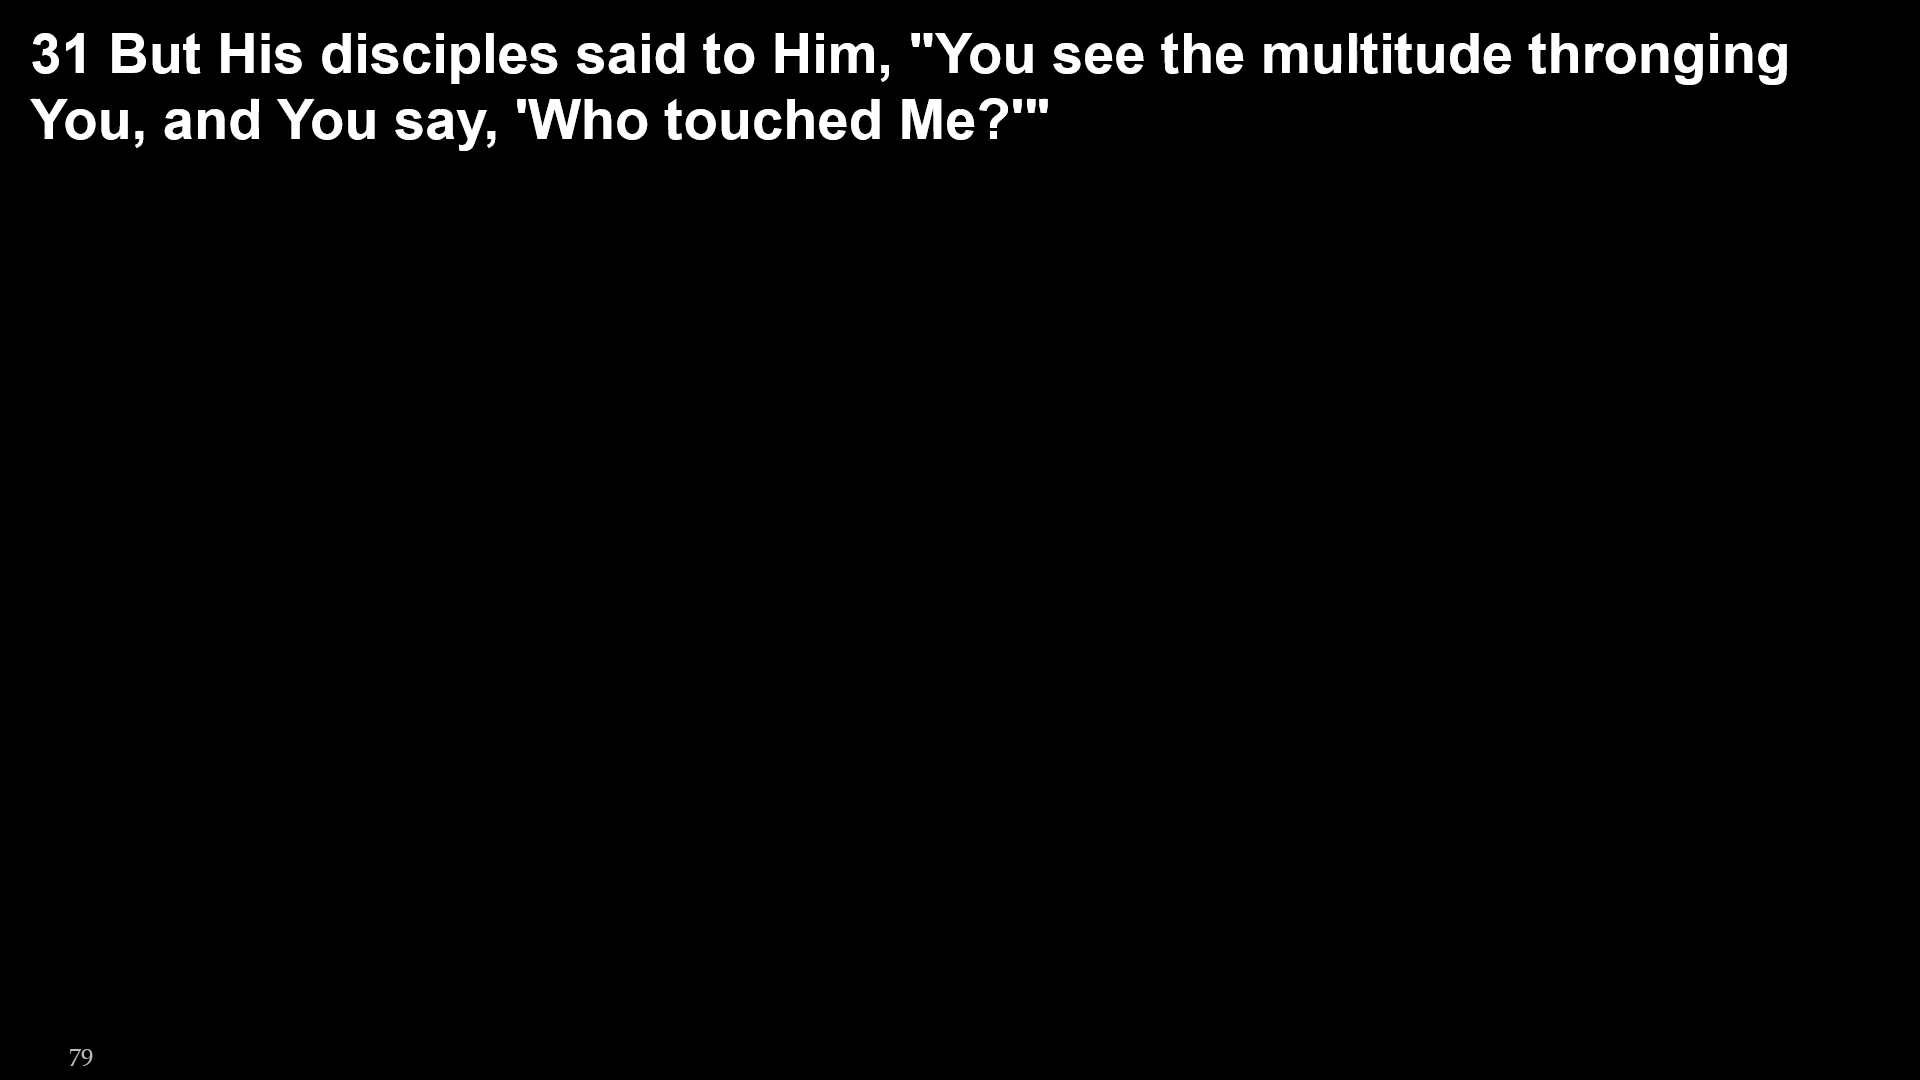 31 But His disciples said to Him, "You see the multitude thronging
You, and You say, 'Who touched Me?'"
79